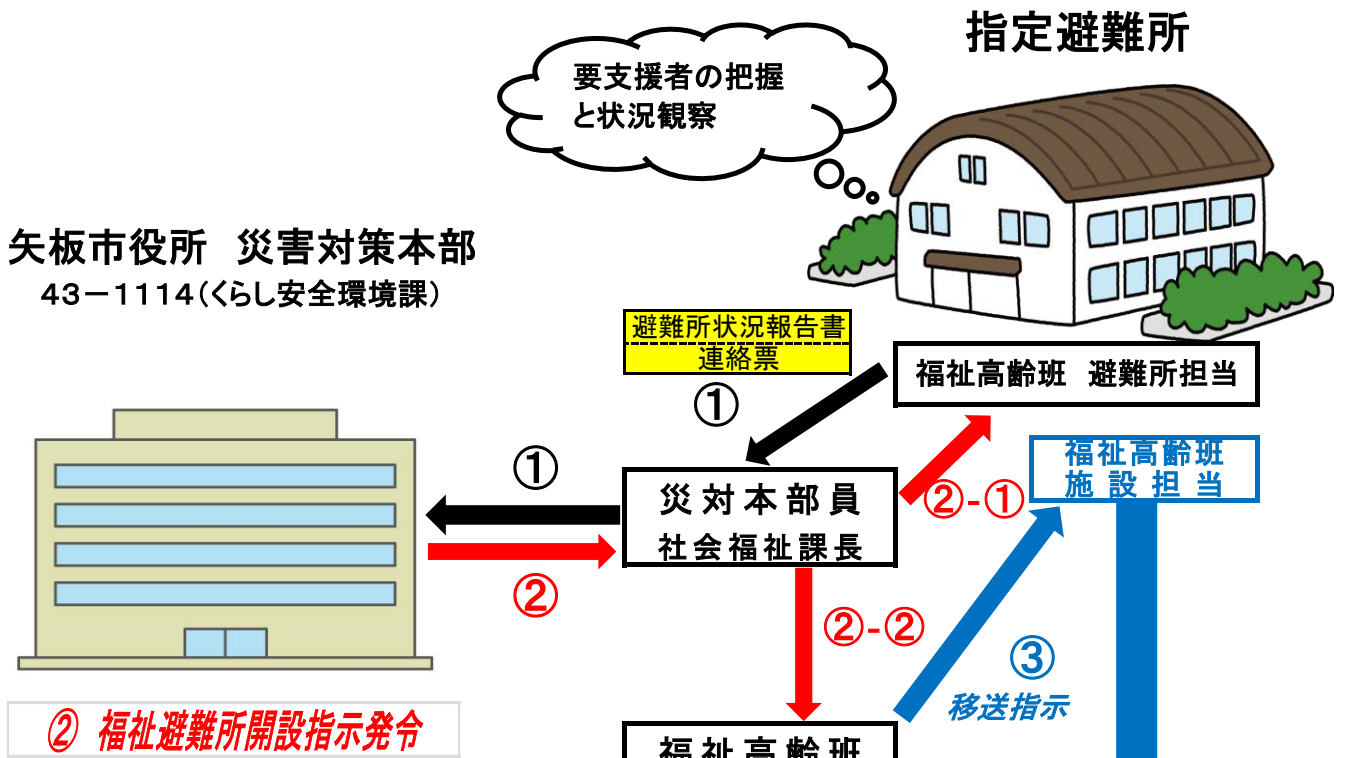 指定避難所
要支援者の把握
と状況観察
矢板市役所　災害対策本部
43－1114(くらし安全環境課)
避難所状況報告書
連絡票
①
福祉高齢班　避難所担当
福祉高齢班
施設担当
①
災対本部員
社会福祉課長
②-①
②
②-②
③
移送指示
②　福祉避難所開設指示発令
福祉高齢班